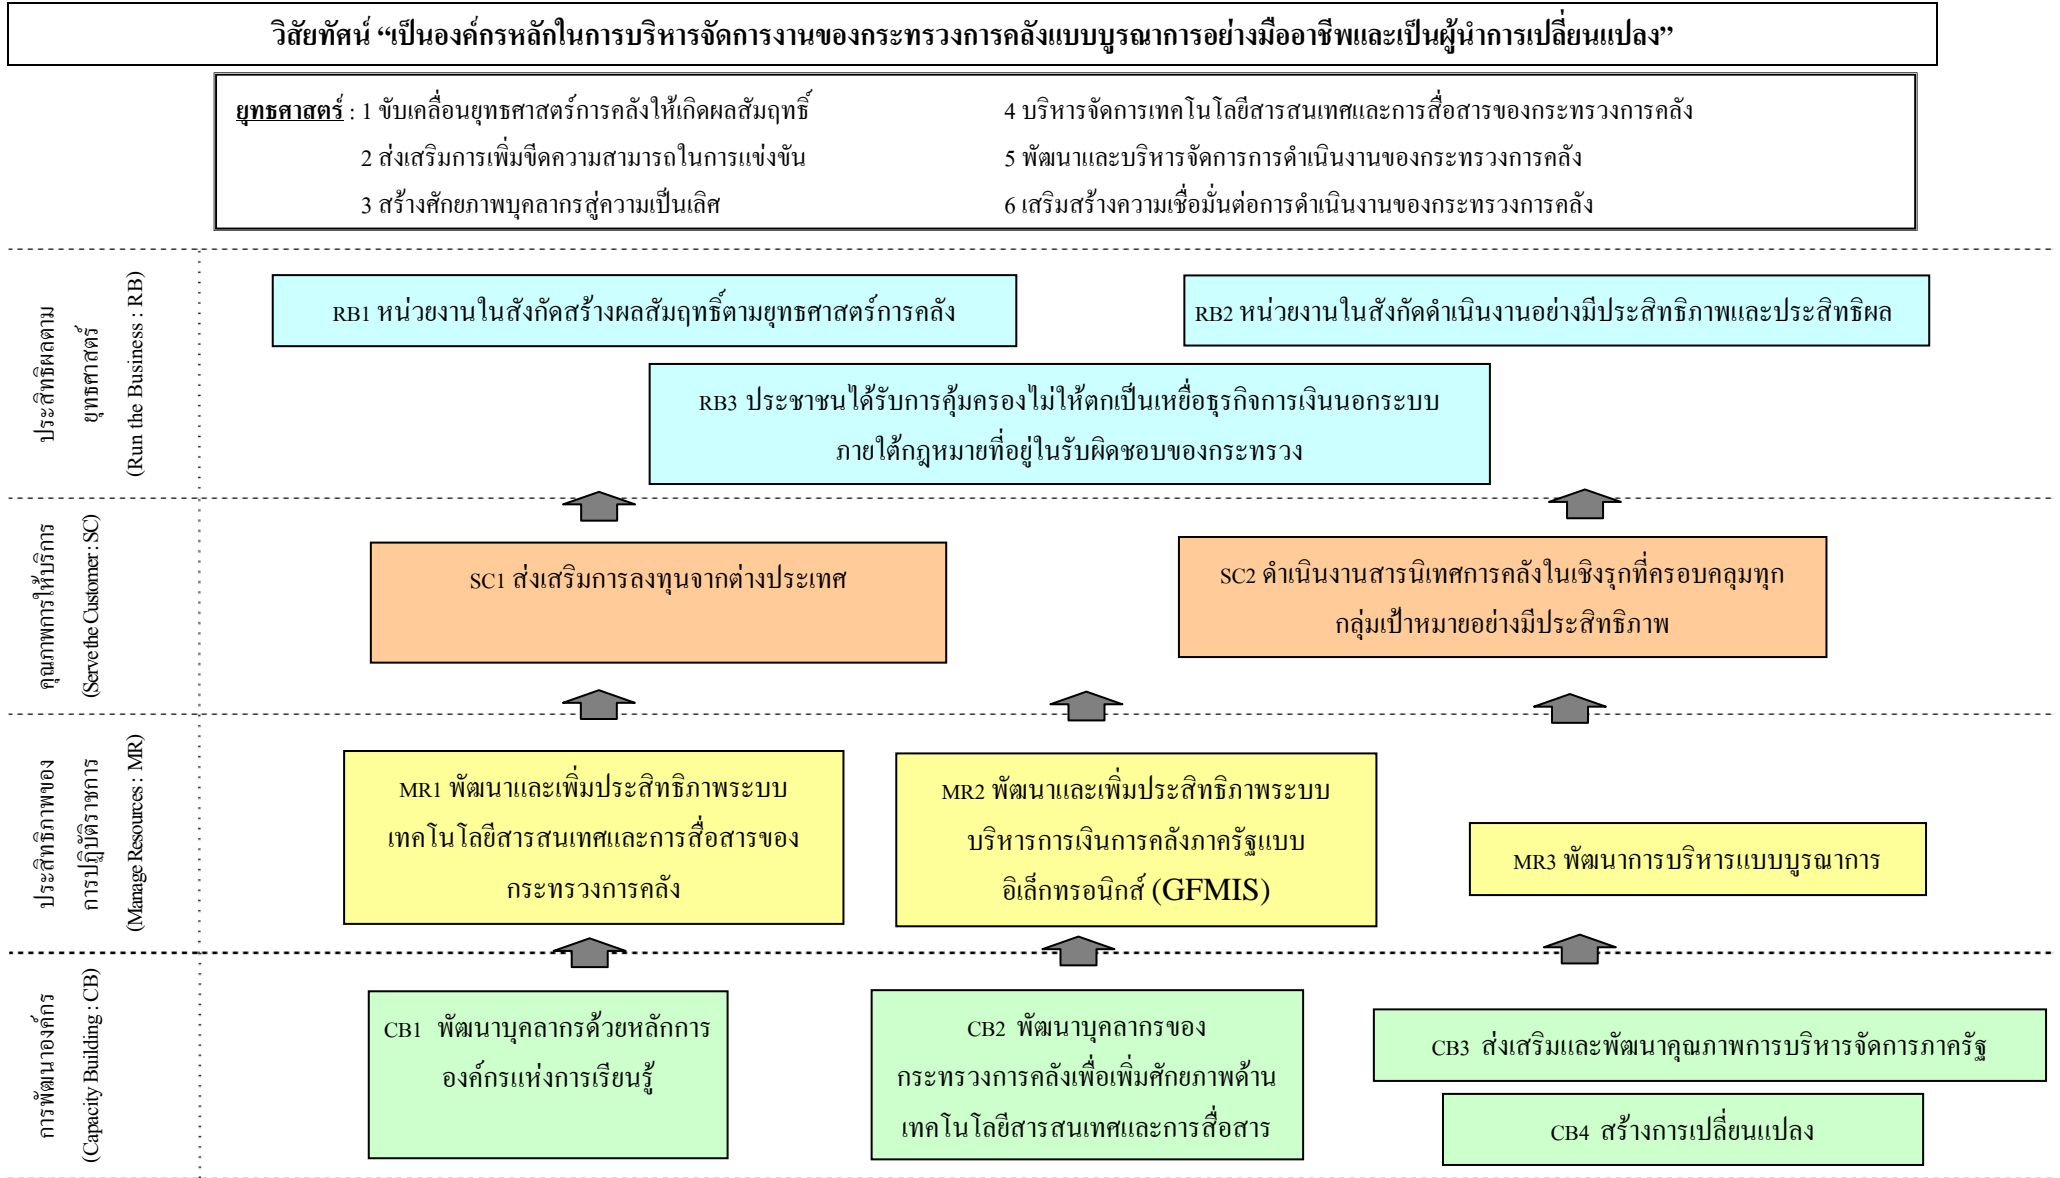 วิสัยทัศน์ “เป็นองค์กรหลักในการบริหารจัดการงานของกระทรวงการคลังแบบบูรณาการอย่างมืออาชีพและเป็นผู้นำการเปลี่ยนแปลง”
ยุทธศาสตร์ : 1 ขับเคลื่อนยุทธศาสตร์การคลังให้เกิดผลสัมฤทธิ์
2 ส่งเสริมการเพิ่มขีดความสามารถในการแข่งขัน
3 สร้างศักยภาพบุคลากรสู่ความเป็นเลิศ
4 บริหารจัดการเทคโนโลยีสารสนเทศและการสื่อสารของกระทรวงการคลัง
5 พัฒนาและบริหารจัดการการดำเนินงานของกระทรวงการคลัง
6 เสริมสร้างความเชื่อมั่นต่อการดำเนินงานของกระทรวงการคลัง
ประสิทธิผลตาม
ยุทธศาสตร์
(Run the Business : RB)
RB1 หน่วยงานในสังกัดสร้างผลสัมฤทธิ์ตามยุทธศาสตร์การคลัง
RB2 หน่วยงานในสังกัดดำเนินงานอย่างมีประสิทธิภาพและประสิทธิผล
RB3 ประชาชนได้รับการคุ้มครองไม่ให้ตกเป็นเหยื่อธุรกิจการเงินนอกระบบ
ภายใต้กฎหมายที่อยู่ในรับผิดชอบของกระทรวง
คุณภาพการให้บริการ
(Serve the Customer : SC)
SC1 ส่งเสริมการลงทุนจากต่างประเทศ
SC2 ดำเนินงานสารนิเทศการคลังในเชิงรุกที่ครอบคลุมทุก
กลุ่มเป้าหมายอย่างมีประสิทธิภาพ
ประสิทธิภาพของ
การปฏิบัติราชการ
(Manage Resources : MR)
MR1 พัฒนาและเพิ่มประสิทธิภาพระบบ
เทคโนโลยีสารสนเทศและการสื่อสารของ
กระทรวงการคลัง
MR2 พัฒนาและเพิ่มประสิทธิภาพระบบ
บริหารการเงินการคลังภาครัฐแบบ
อิเล็กทรอนิกส์ (GFMIS)
MR3 พัฒนาการบริหารแบบบูรณาการ
การพัฒนาองค์กร
(Capacity Building : CB)
CB1 พัฒนาบุคลากรด้วยหลักการ
องค์กรแห่งการเรียนรู้
CB2 พัฒนาบุคลากรของ
กระทรวงการคลังเพื่อเพิ่มศักยภาพด้าน
เทคโนโลยีสารสนเทศและการสื่อสาร
CB3 ส่งเสริมและพัฒนาคุณภาพการบริหารจัดการภาครัฐ
CB4 สร้างการเปลี่ยนแปลง